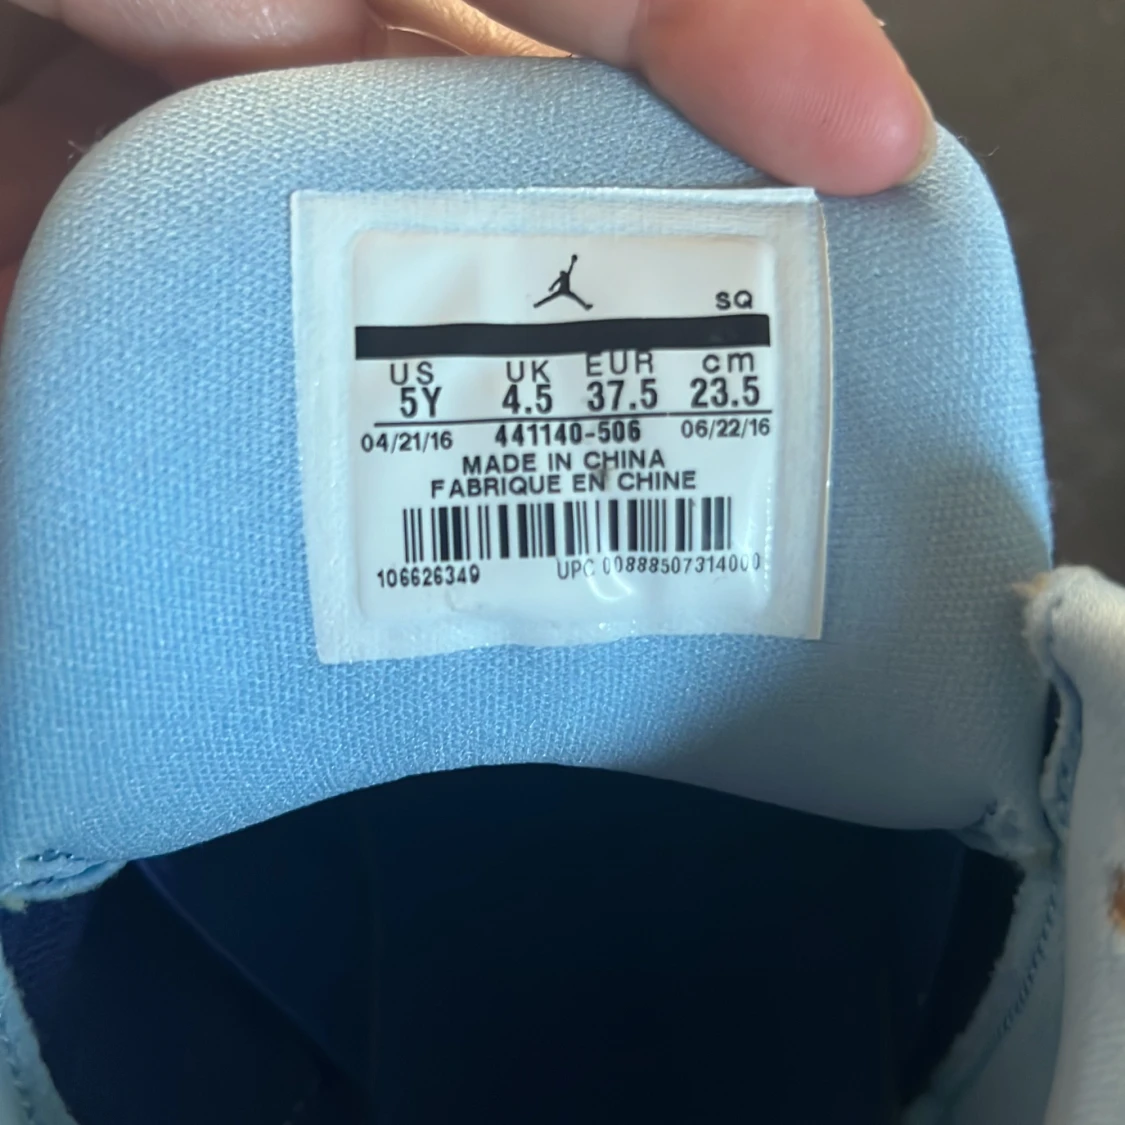 SQ
US UK EUR cm
5Y 4.5 37.5 23.5
04/21/16 441140-506 06/22/16
MADE IN CHINA
FABRIQUE EN CHINE
106626349 UPC 00888507314000